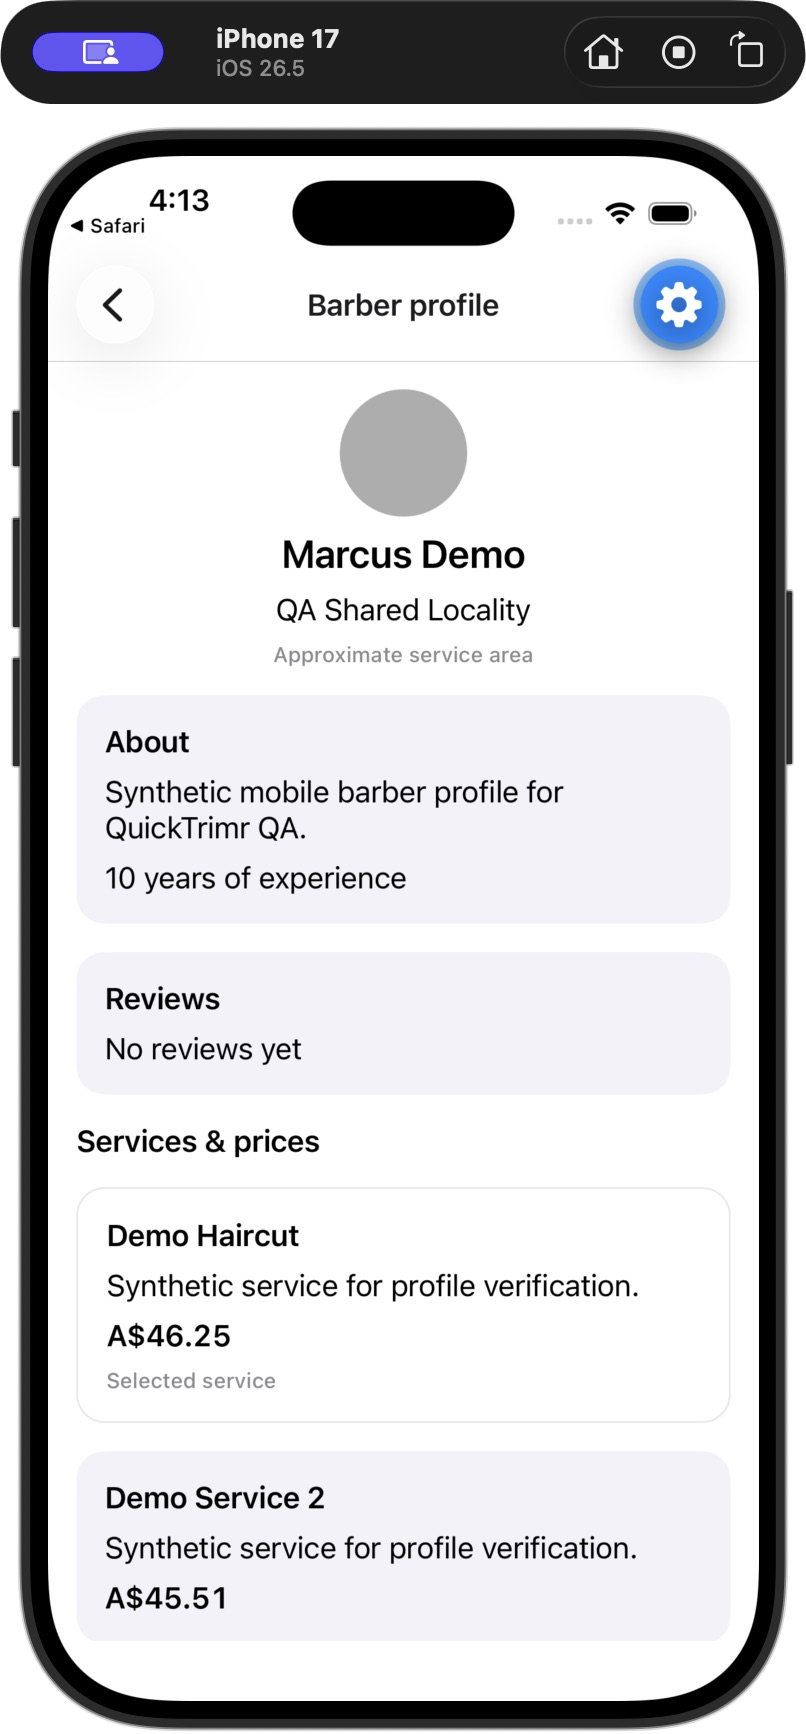 iPhone 17
iOS 26.5
4:13
Safari
Barber profile
Marcus Demo
QA Shared Locality
Approximate service area
About
Synthetic mobile barber profile for
QuickTrimr QA.
10 years of experience
Reviews
No reviews yet
Services & prices
Demo Haircut
Synthetic service for profile verification.
A$46.25
Selected service
Demo Service 2
Synthetic service for profile verification.
A$45.51